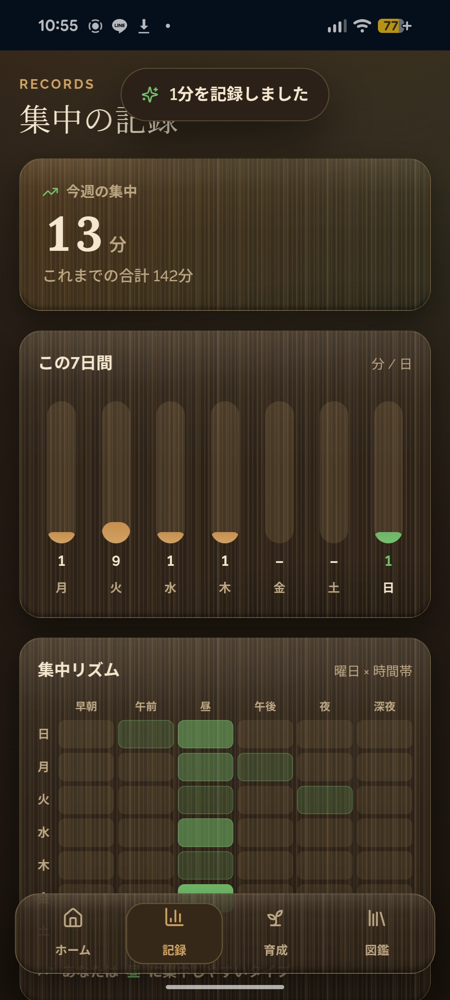 10:55 LINE 77
RECORDS
1分を記録しました
集中の記録
今週の集中
13 分
これまでの合計 142分
この7日間 分 / 日
1 9 1 1 – – 1
月 火 水 木 金 土 日
集中リズム 曜日 × 時間帯
早朝 午前 昼 午後 夜 深夜
日
月
火
水
木
金
土
ホーム 記録 育成 図鑑
あなたは 昼 に集中しやすいタイプ